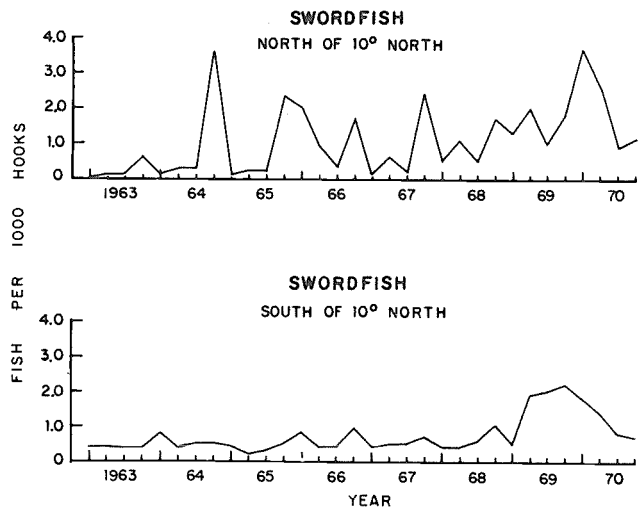 SWORDFISH
NORTH OF 10° NORTH
4.0
3.0
2.0
1.0
0
1963 64 65 66 67 68 69 70
FISH PER 1000 HOOKS
SWORDFISH
SOUTH OF 10° NORTH
4.0
3.0
2.0
1.0
0
1963 64 65 66 67 68 69 70
YEAR